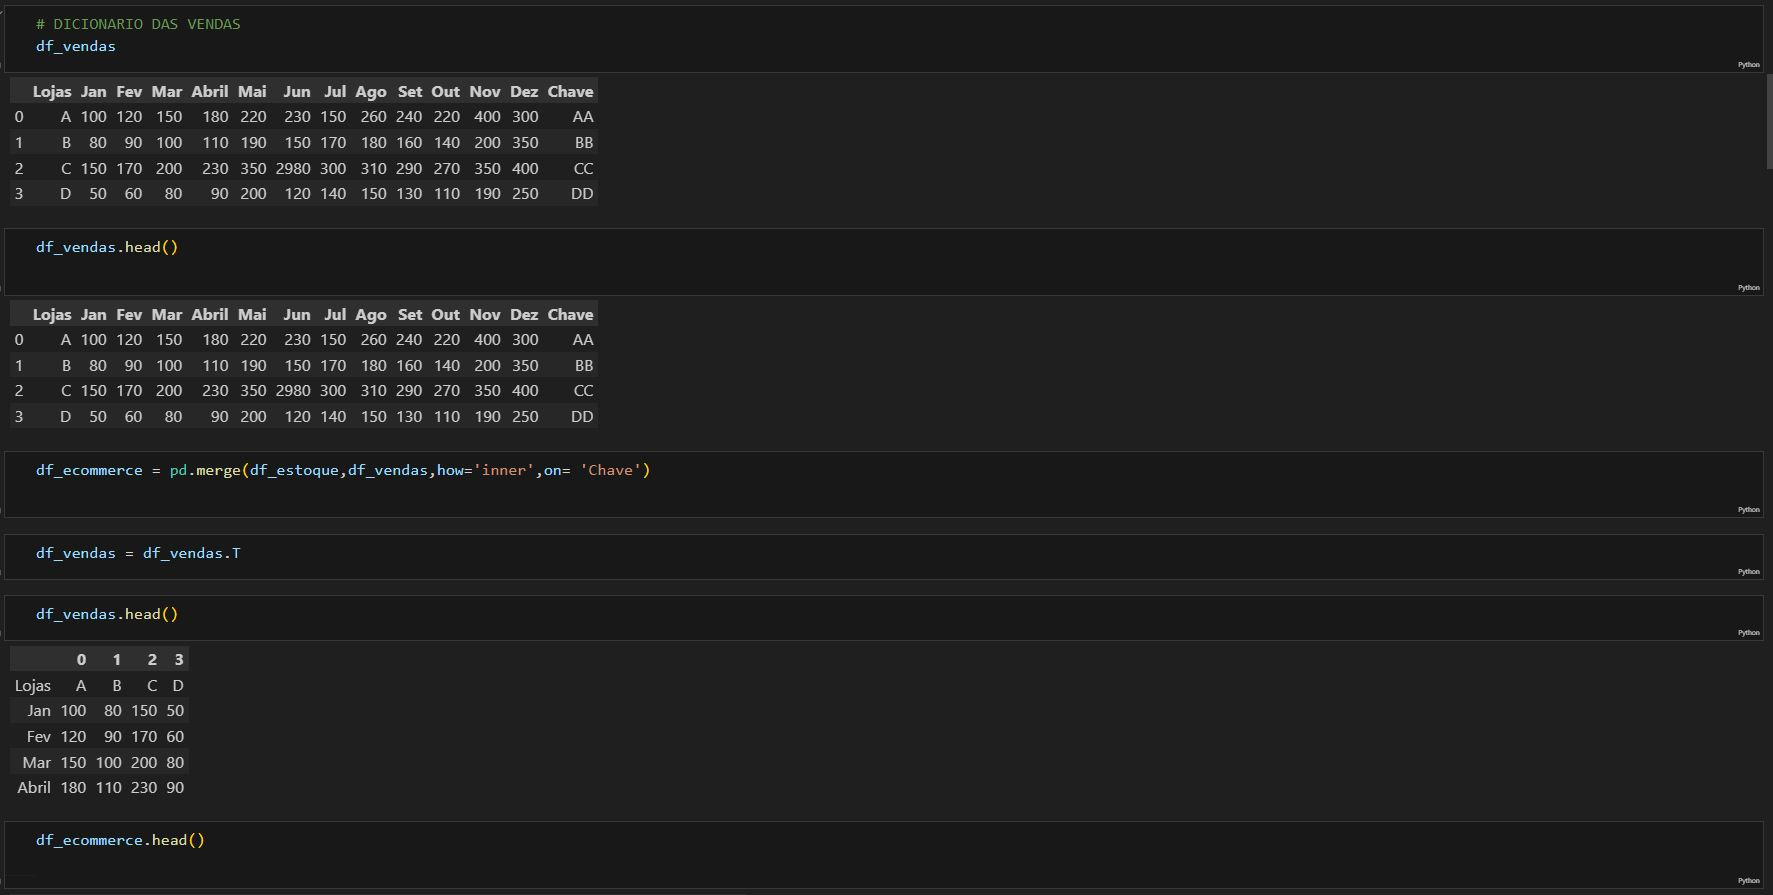 # DICIONARIO DAS VENDAS
df_vendas
Python
Lojas Jan Fev Mar Abril Mai Jun Jul Ago Set Out Nov Dez Chave
0 A 100 120 150 180 220 230 150 260 240 220 400 300 AA
1 B 80 90 100 110 190 150 170 180 160 140 200 350 BB
2 C 150 170 200 230 350 2980 300 310 290 270 350 400 CC
3 D 50 60 80 90 200 120 140 150 130 110 190 250 DD
df_vendas.head()
Python
Lojas Jan Fev Mar Abril Mai Jun Jul Ago Set Out Nov Dez Chave
0 A 100 120 150 180 220 230 150 260 240 220 400 300 AA
1 B 80 90 100 110 190 150 170 180 160 140 200 350 BB
2 C 150 170 200 230 350 2980 300 310 290 270 350 400 CC
3 D 50 60 80 90 200 120 140 150 130 110 190 250 DD
df_ecommerce = pd.merge(df_estoque,df_vendas,how='inner',on= 'Chave')
Python
df_vendas = df_vendas.T
Python
df_vendas.head()
Python
0 1 2 3
Lojas A B C D
Jan 100 80 150 50
Fev 120 90 170 60
Mar 150 100 200 80
Abril 180 110 230 90
df_ecommerce.head()
Python